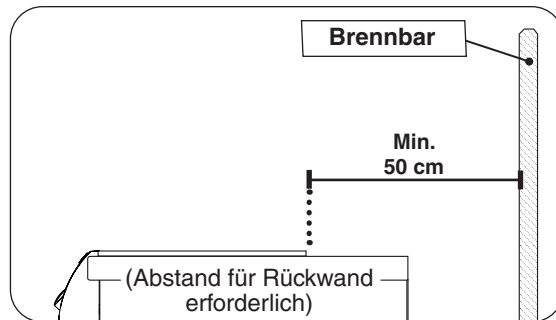 Brennbar
Min.
50 cm
(Abstand für Rückwand
erforderlich)